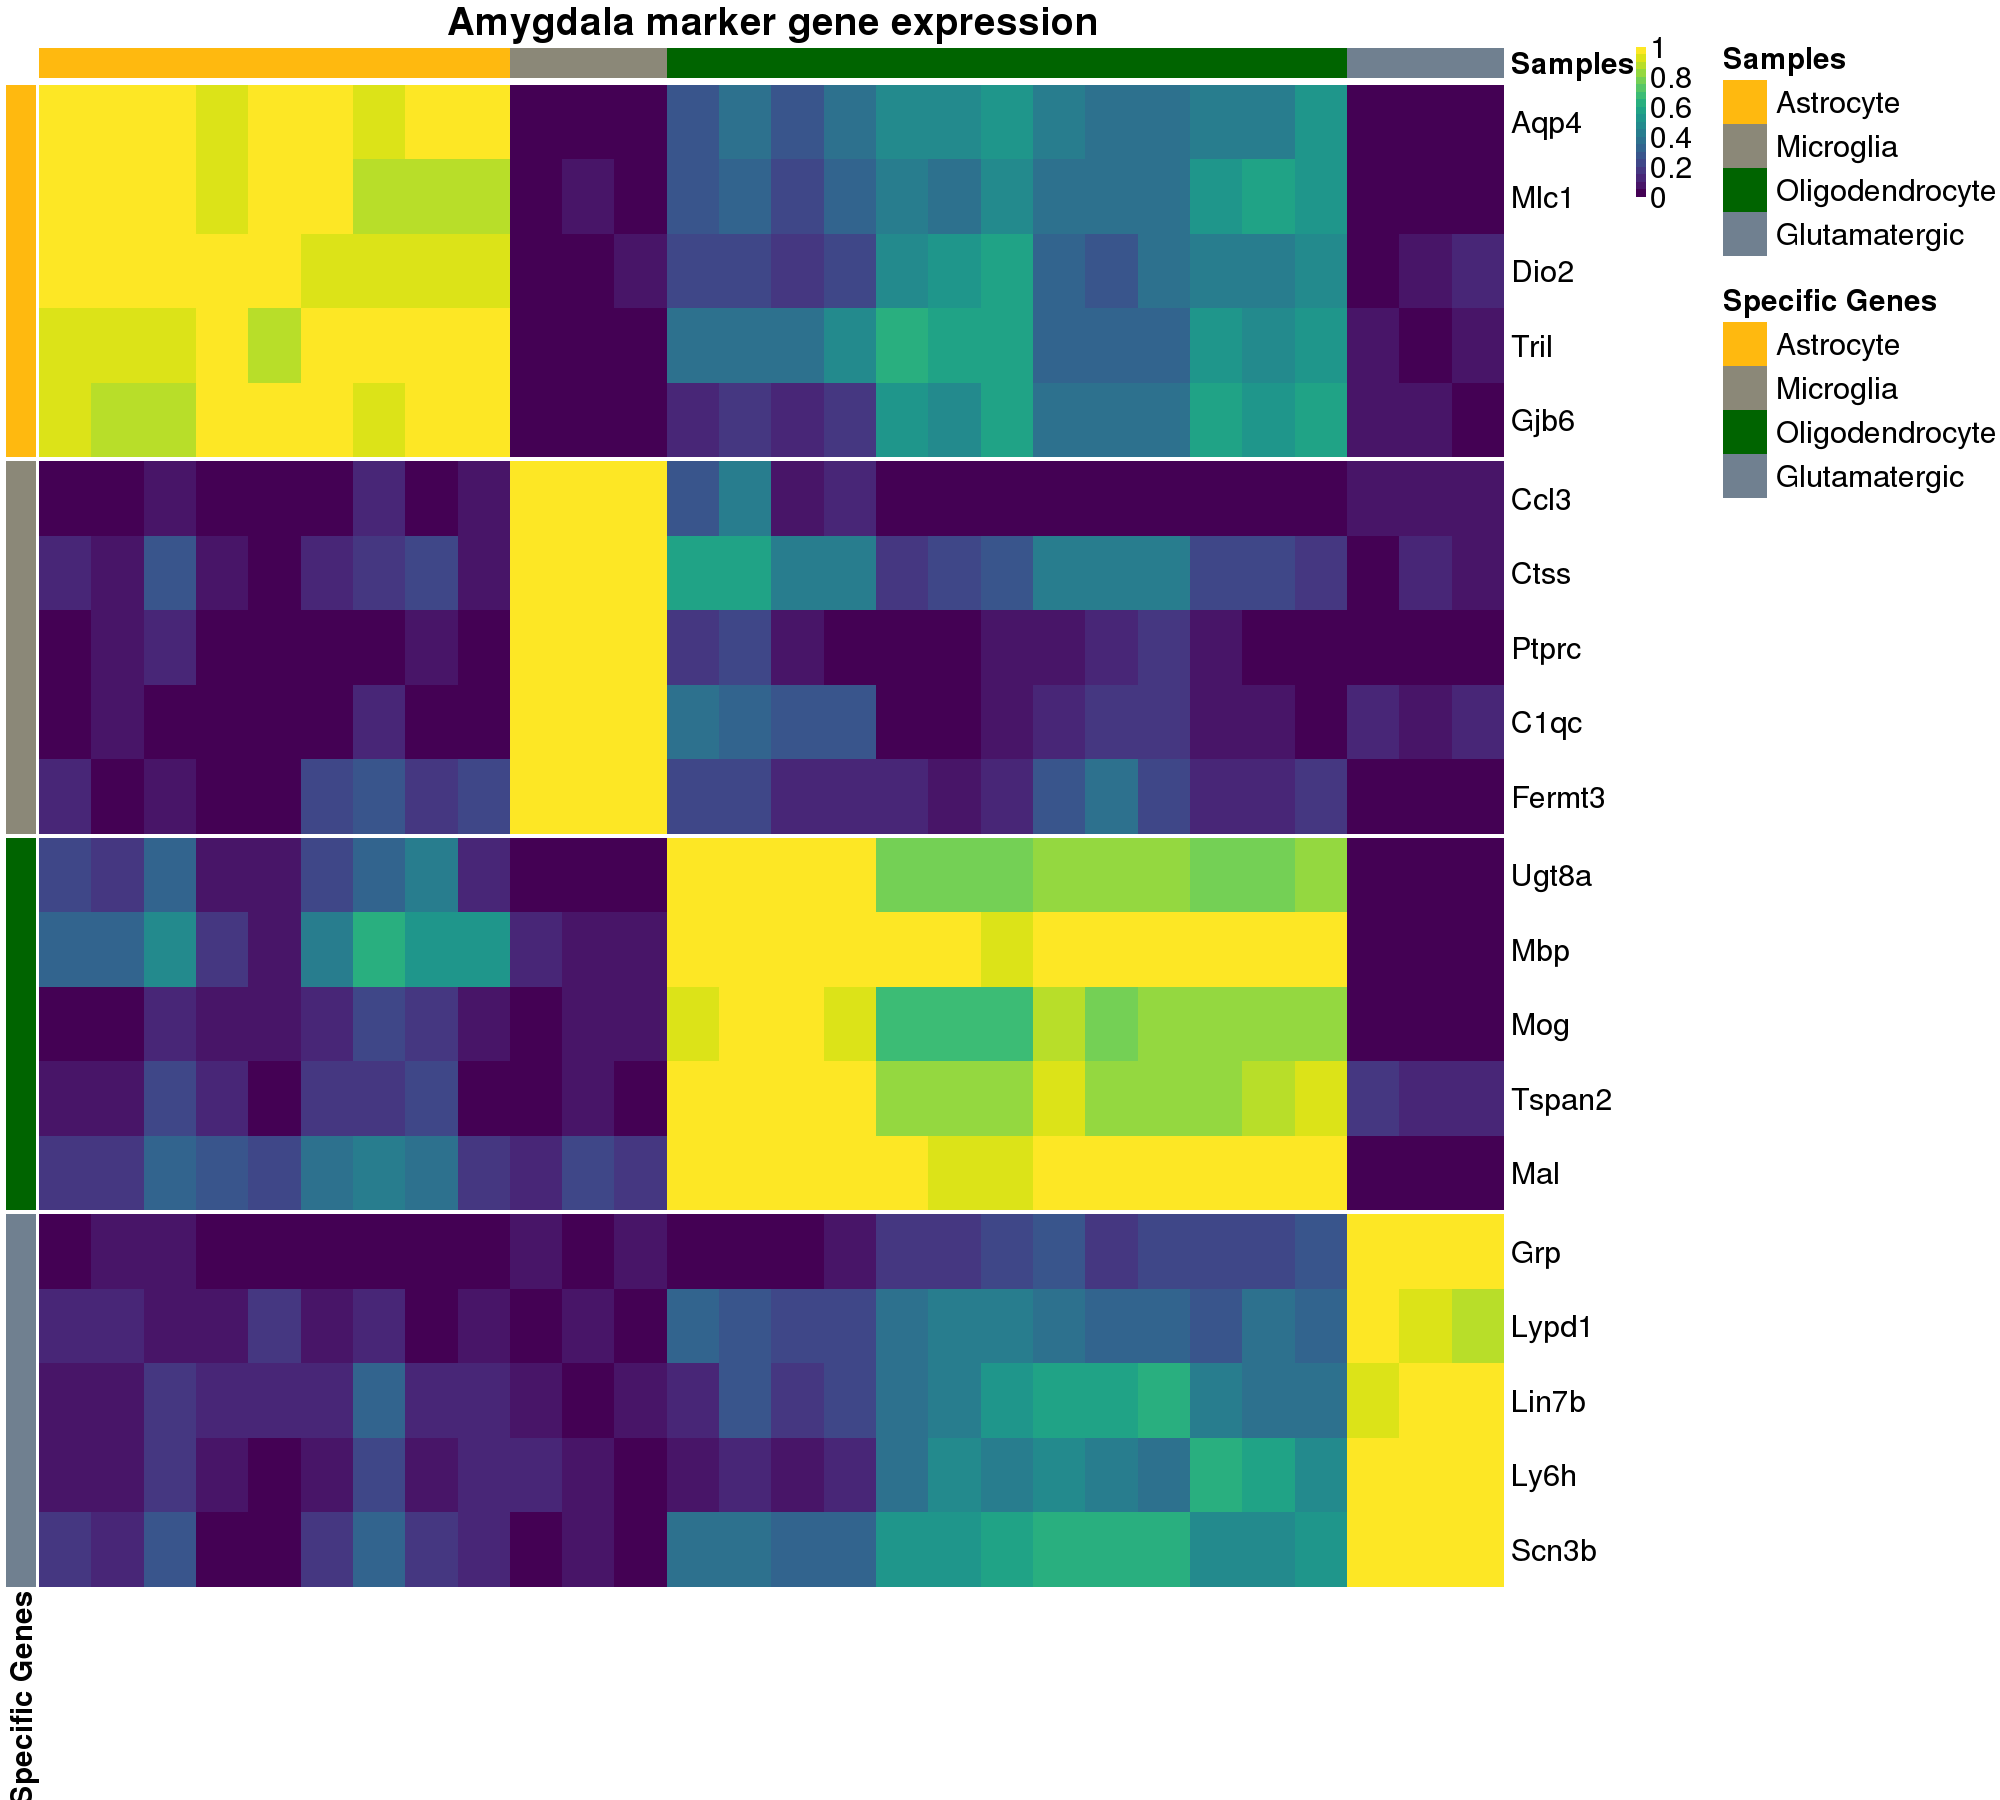 Amygdala marker gene expression
Samples
Aqp4
Mlc1
Dio2
Tril
Gjb6
Ccl3
Ctss
Ptprc
C1qc
Fermt3
Ugt8a
Mbp
Mog
Tspan2
Mal
Grp
Lypd1
Lin7b
Ly6h
Scn3b
Specific Genes
1
0.8
0.6
0.4
0.2
0
Samples
Astrocyte
Microglia
Oligodendrocyte
Glutamatergic
Specific Genes
Astrocyte
Microglia
Oligodendrocyte
Glutamatergic